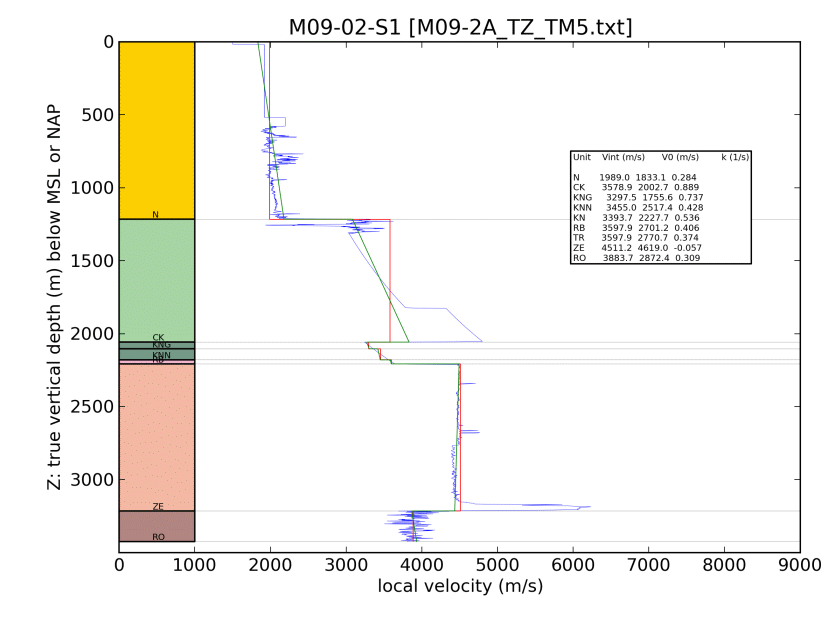 M09-02-S1 [M09-2A_TZ_TM5.txt]
0
500
1000
1500
2000
2500
3000
Z: true vertical depth (m) below MSL or NAP
N
CK
KNG
KNN
RB
ZE
RO
Unit Vint (m/s) V0 (m/s) k (1/s)
N 1989.0 1833.1 0.284
CK 3578.9 2002.7 0.889
KNG 3297.5 1755.6 0.737
KNN 3455.0 2517.4 0.428
KN 3393.7 2227.7 0.536
RB 3597.9 2701.2 0.406
TR 3597.9 2770.7 0.374
ZE 4511.2 4619.0 -0.057
RO 3883.7 2872.4 0.309
0 1000 2000 3000 4000 5000 6000 7000 8000 9000
local velocity (m/s)